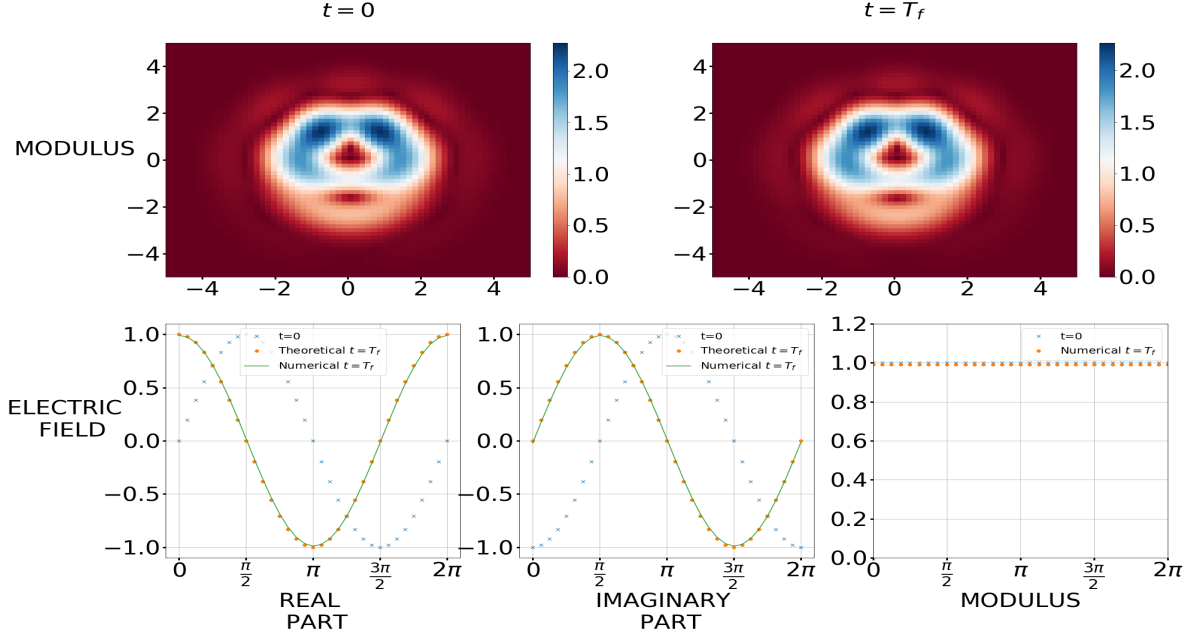 t = 0
t = T_f
MODULUS
4
2
0
−2
−4
−4
−2
0
2
4
2.0
1.5
1.0
0.5
0.0
4
2
0
−2
−4
−4
−2
0
2
4
2.0
1.5
1.0
0.5
0.0
ELECTRIC
FIELD
1.0
0.5
0.0
−0.5
−1.0
t=0
Theoretical t = T_f
Numerical t = T_f
0
π/2
π
3π/2
2π
REAL
PART
1.0
0.5
0.0
−0.5
−1.0
t=0
Theoretical t = T_f
Numerical t = T_f
0
π/2
π
3π/2
2π
IMAGINARY
PART
1.2
1.0
0.8
0.6
0.4
0.2
0.0
t=0
Numerical t = T_f
0
π/2
π
3π/2
2π
MODULUS